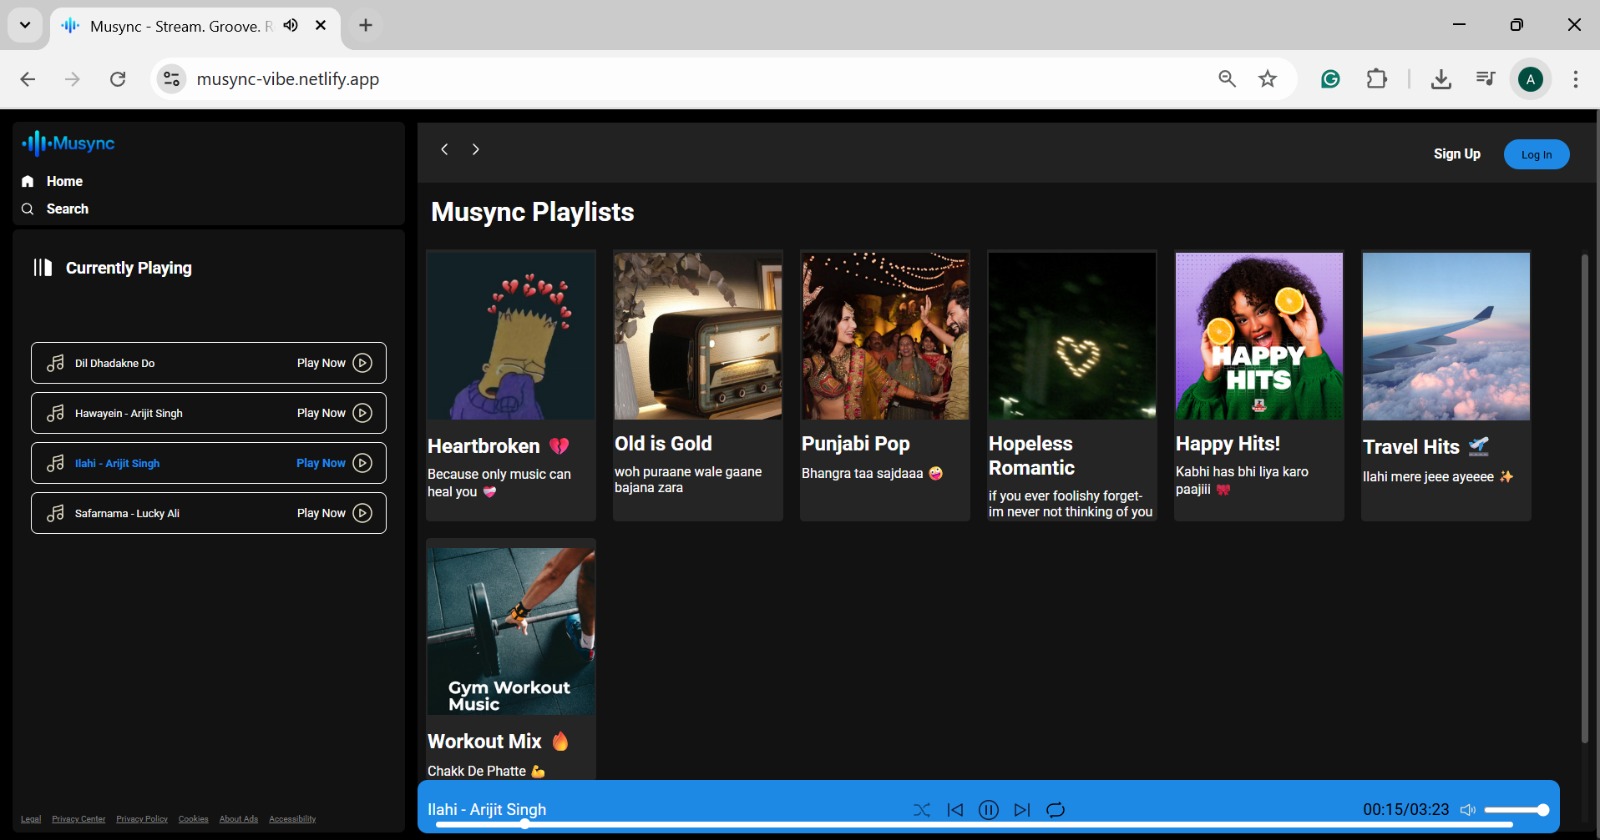 Musync - Stream. Groove. R
musync-vibe.netlify.app
A
Musync
Home
Search
Currently Playing
Dil Dhadakne Do Play Now
Hawayein - Arijit Singh Play Now
Ilahi - Arijit Singh Play Now
Safarnama - Lucky Ali Play Now
Legal Privacy Center Privacy Policy Cookies About Ads Accessibility
Sign Up Log In
Musync Playlists
Heartbroken 💔
Because only music can
heal you 💝
Old is Gold
woh puraane wale gaane
bajana zara
Punjabi Pop
Bhangra taa sajdaaa 🤪
Hopeless
Romantic
if you ever foolishy forget-
im never not thinking of you
HAPPY
HITS
Happy Hits!
Kabhi has bhi liya karo
paajiii 🎀
Travel Hits 🛫
Ilahi mere jeee ayeeee ✨
Gym Workout
Music
Workout Mix 🔥
Chakk De Phatte 💪
Ilahi - Arijit Singh 00:15/03:23